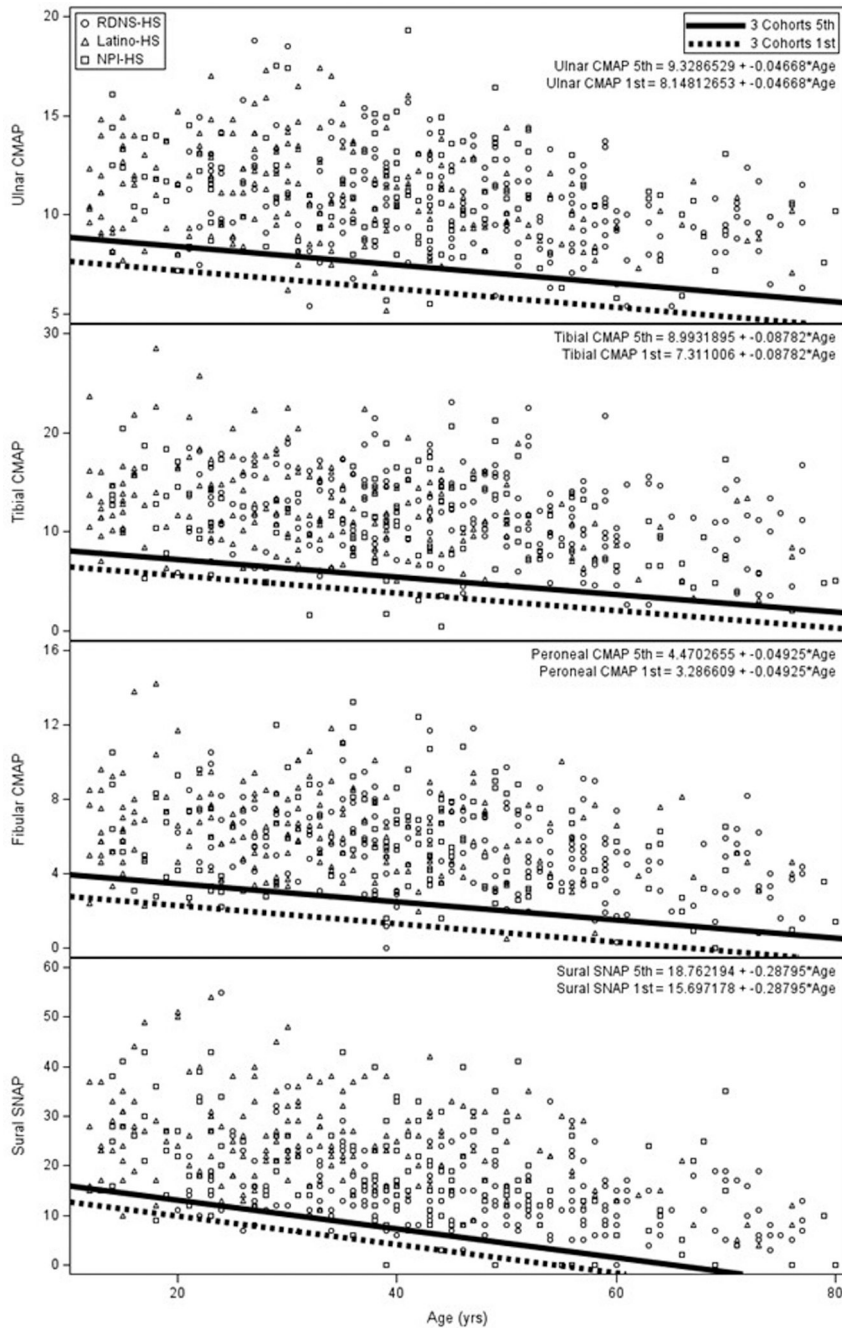 RDNS-HS
Latino-HS
NPI-HS
3 Cohorts 5th
3 Cohorts 1st
Ulnar CMAP 5th = 9.3286529 + -0.04668*Age
Ulnar CMAP 1st = 8.14812653 + -0.04668*Age
Ulnar CMAP
20
15
10
5
Tibial CMAP 5th = 8.9931895 + -0.08782*Age
Tibial CMAP 1st = 7.311006 + -0.08782*Age
Tibial CMAP
30
20
10
0
Peroneal CMAP 5th = 4.4702655 + -0.04925*Age
Peroneal CMAP 1st = 3.286609 + -0.04925*Age
Fibular CMAP
16
12
8
4
0
Sural SNAP 5th = 18.762194 + -0.28795*Age
Sural SNAP 1st = 15.697178 + -0.28795*Age
Sural SNAP
60
50
40
30
20
10
0
20 40 60 80
Age (yrs)